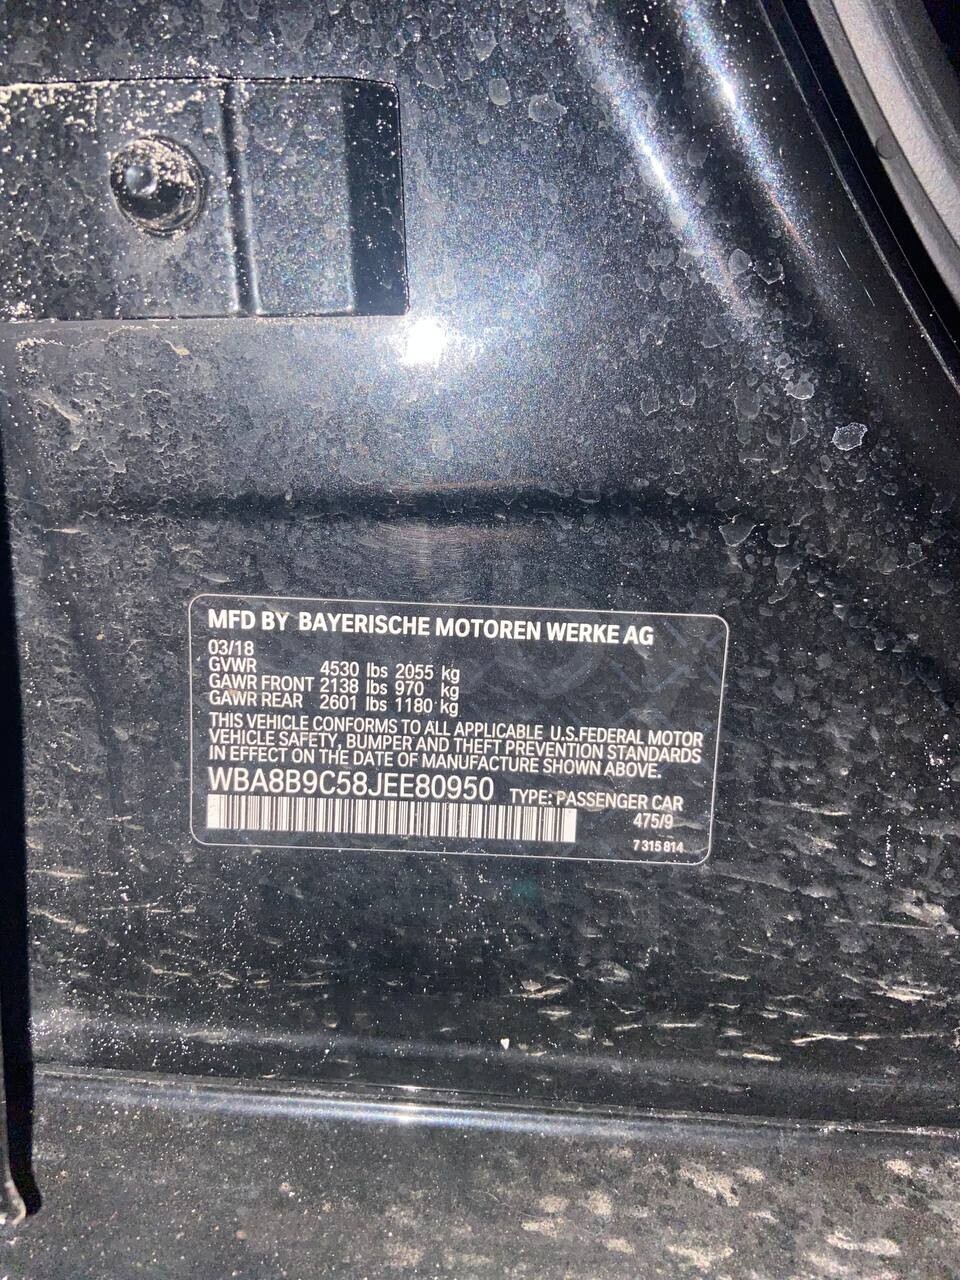 MFD BY BAYERISCHE MOTOREN WERKE AG
03/18
GVWR 4530 lbs 2055 kg
GAWR FRONT 2138 lbs 970 kg
GAWR REAR 2601 lbs 1180 kg
THIS VEHICLE CONFORMS TO ALL APPLICABLE U.S.FEDERAL MOTOR
VEHICLE SAFETY, BUMPER AND THEFT PREVENTION STANDARDS
IN EFFECT ON THE DATE OF MANUFACTURE SHOWN ABOVE.
WBA8B9C58JEE80950 TYPE: PASSENGER CAR
475/9
7 315 814